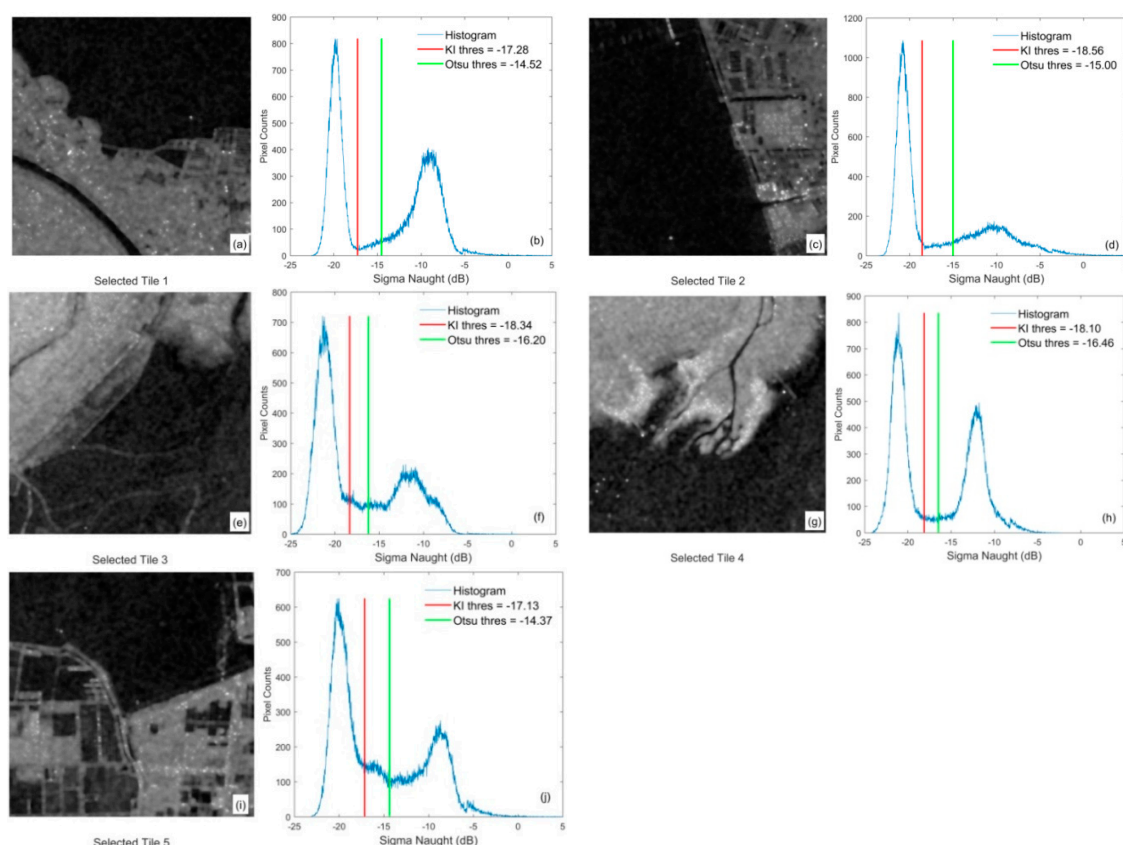 900
800
700
600
500
400
300
200
100
0
Pixel Counts
-25 -20 -15 -10 -5 0 5
Sigma Naught (dB)
Histogram
KI thres = -17.28
Otsu thres = -14.52
(a)
(b)
Selected Tile 1
1200
1000
800
600
400
200
0
Pixel Counts
-25 -20 -15 -10 -5 0 5
Sigma Naught (dB)
Histogram
KI thres = -18.56
Otsu thres = -15.00
(c)
(d)
Selected Tile 2
800
700
600
500
400
300
200
100
0
Pixel Counts
-25 -20 -15 -10 -5 0 5
Sigma Naught (dB)
Histogram
KI thres = -18.34
Otsu thres = -16.20
(e)
(f)
Selected Tile 3
900
800
700
600
500
400
300
200
100
0
Pixel Counts
-25 -20 -15 -10 -5 0 5
Sigma Naught (dB)
Histogram
KI thres = -18.10
Otsu thres = -16.46
(g)
(h)
Selected Tile 4
700
600
500
400
300
200
100
0
Pixel Counts
-25 -20 -15 -10 -5 0 5
Sigma Naught (dB)
Histogram
KI thres = -17.13
Otsu thres = -14.37
(i)
(j)
Selected Tile 5